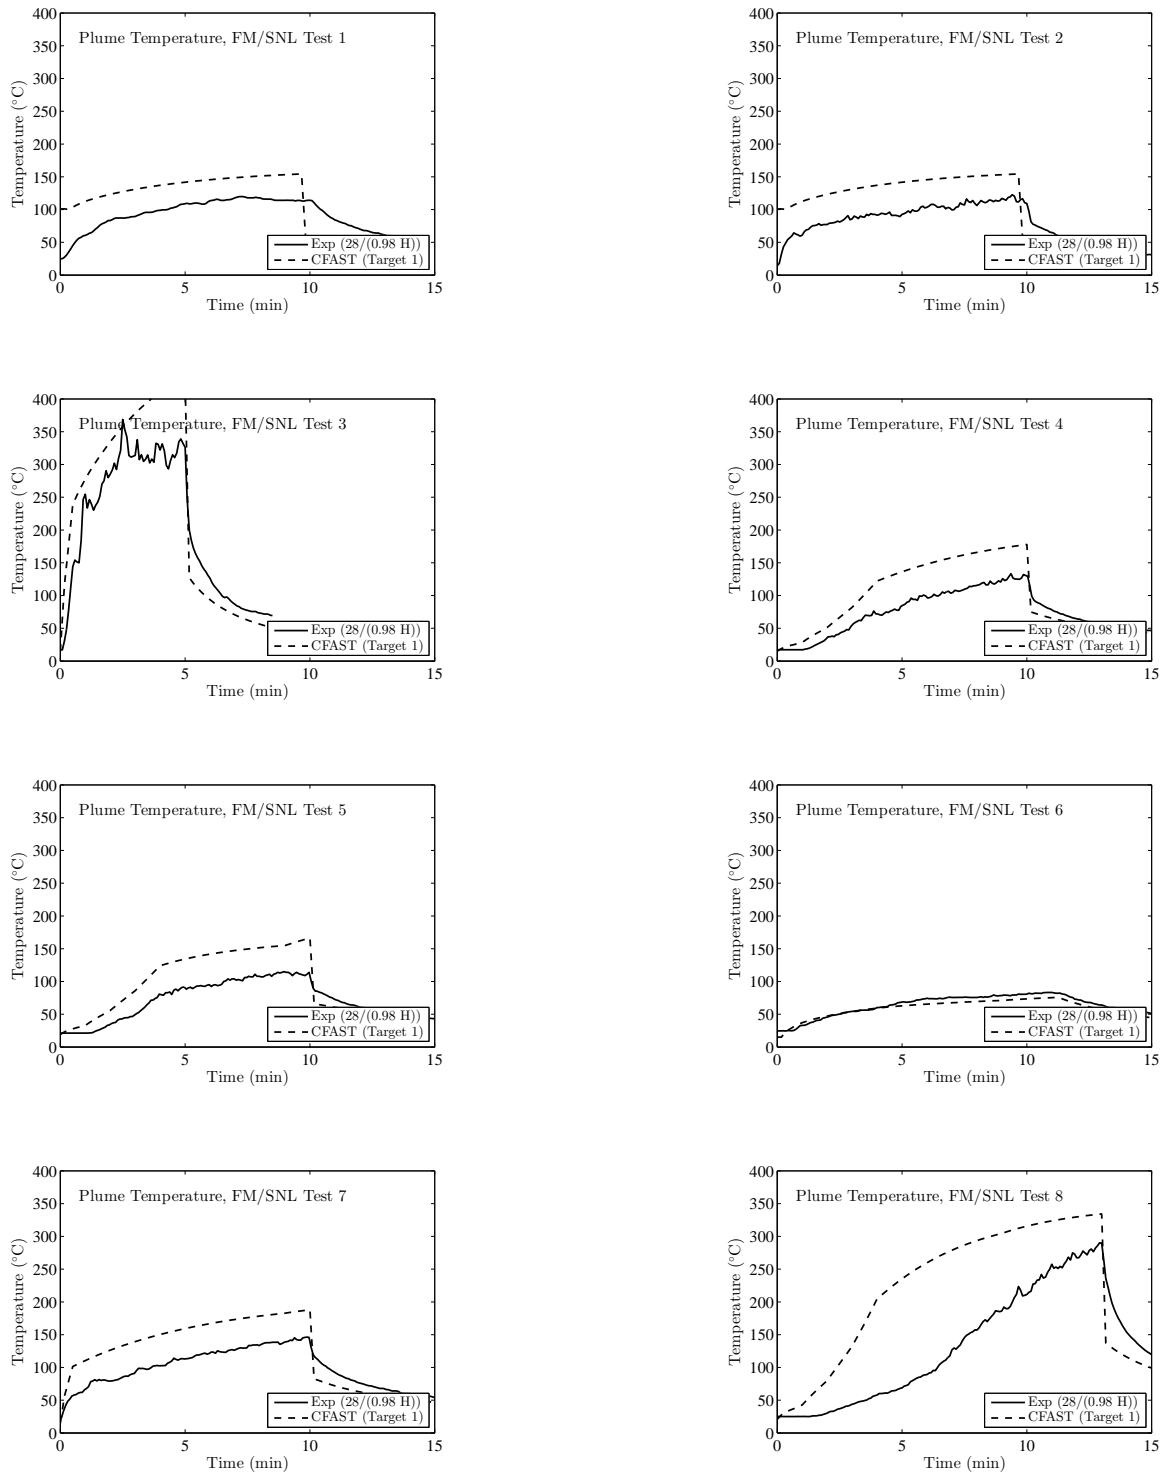 Plume Temperature, FM/SNL Test 1
Temperature (°C)
400
350
300
250
200
150
100
50
0
Exp (28/(0.98 H))
CFAST (Target 1)
0 5 10 15
Time (min)
Plume Temperature, FM/SNL Test 2
Temperature (°C)
400
350
300
250
200
150
100
50
0
Exp (28/(0.98 H))
CFAST (Target 1)
0 5 10 15
Time (min)
Plume Temperature, FM/SNL Test 3
Temperature (°C)
400
350
300
250
200
150
100
50
0
Exp (28/(0.98 H))
CFAST (Target 1)
0 5 10 15
Time (min)
Plume Temperature, FM/SNL Test 4
Temperature (°C)
400
350
300
250
200
150
100
50
0
Exp (28/(0.98 H))
CFAST (Target 1)
0 5 10 15
Time (min)
Plume Temperature, FM/SNL Test 5
Temperature (°C)
400
350
300
250
200
150
100
50
0
Exp (28/(0.98 H))
CFAST (Target 1)
0 5 10 15
Time (min)
Plume Temperature, FM/SNL Test 6
Temperature (°C)
400
350
300
250
200
150
100
50
0
Exp (28/(0.98 H))
CFAST (Target 1)
0 5 10 15
Time (min)
Plume Temperature, FM/SNL Test 7
Temperature (°C)
400
350
300
250
200
150
100
50
0
Exp (28/(0.98 H))
CFAST (Target 1)
0 5 10 15
Time (min)
Plume Temperature, FM/SNL Test 8
Temperature (°C)
400
350
300
250
200
150
100
50
0
Exp (28/(0.98 H))
CFAST (Target 1)
0 5 10 15
Time (min)